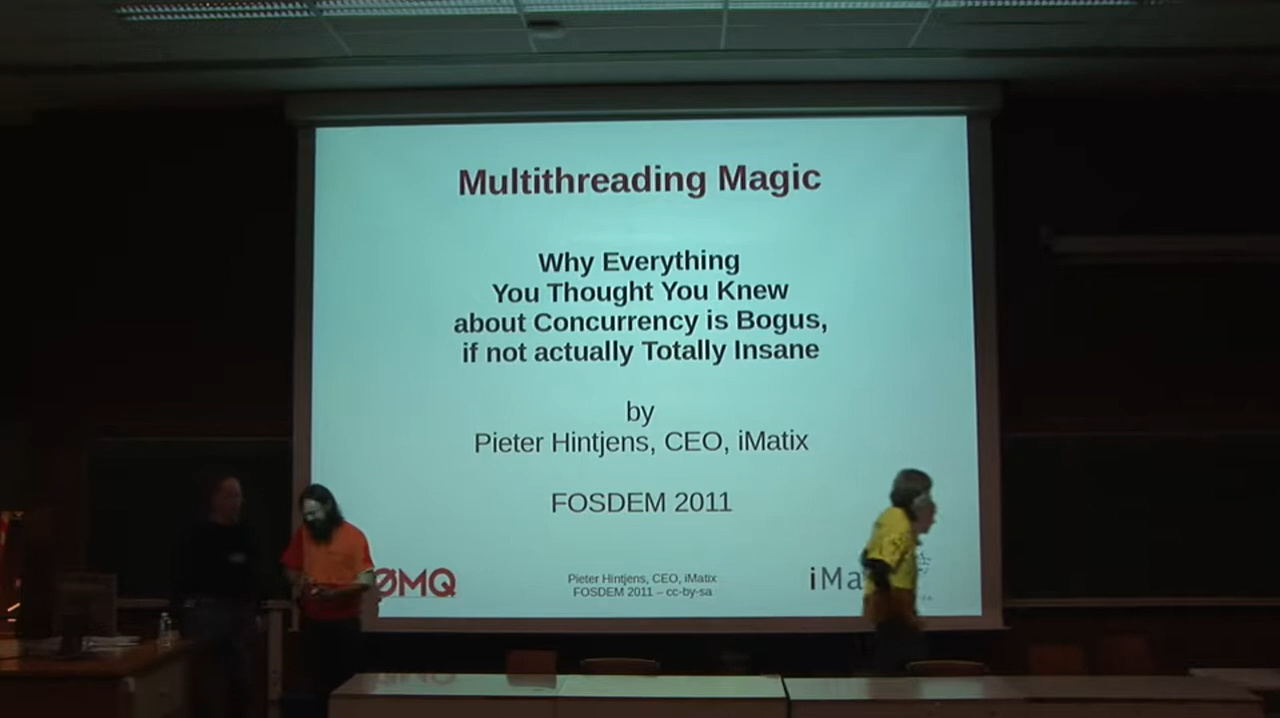 Multithreading Magic
Why Everything
You Thought You Knew
about Concurrency is Bogus,
if not actually Totally Insane
by
Pieter Hintjens, CEO, iMatix
FOSDEM 2011
ØMQ
Pieter Hintjens, CEO, iMatix
FOSDEM 2011 – cc-by-sa
iMa